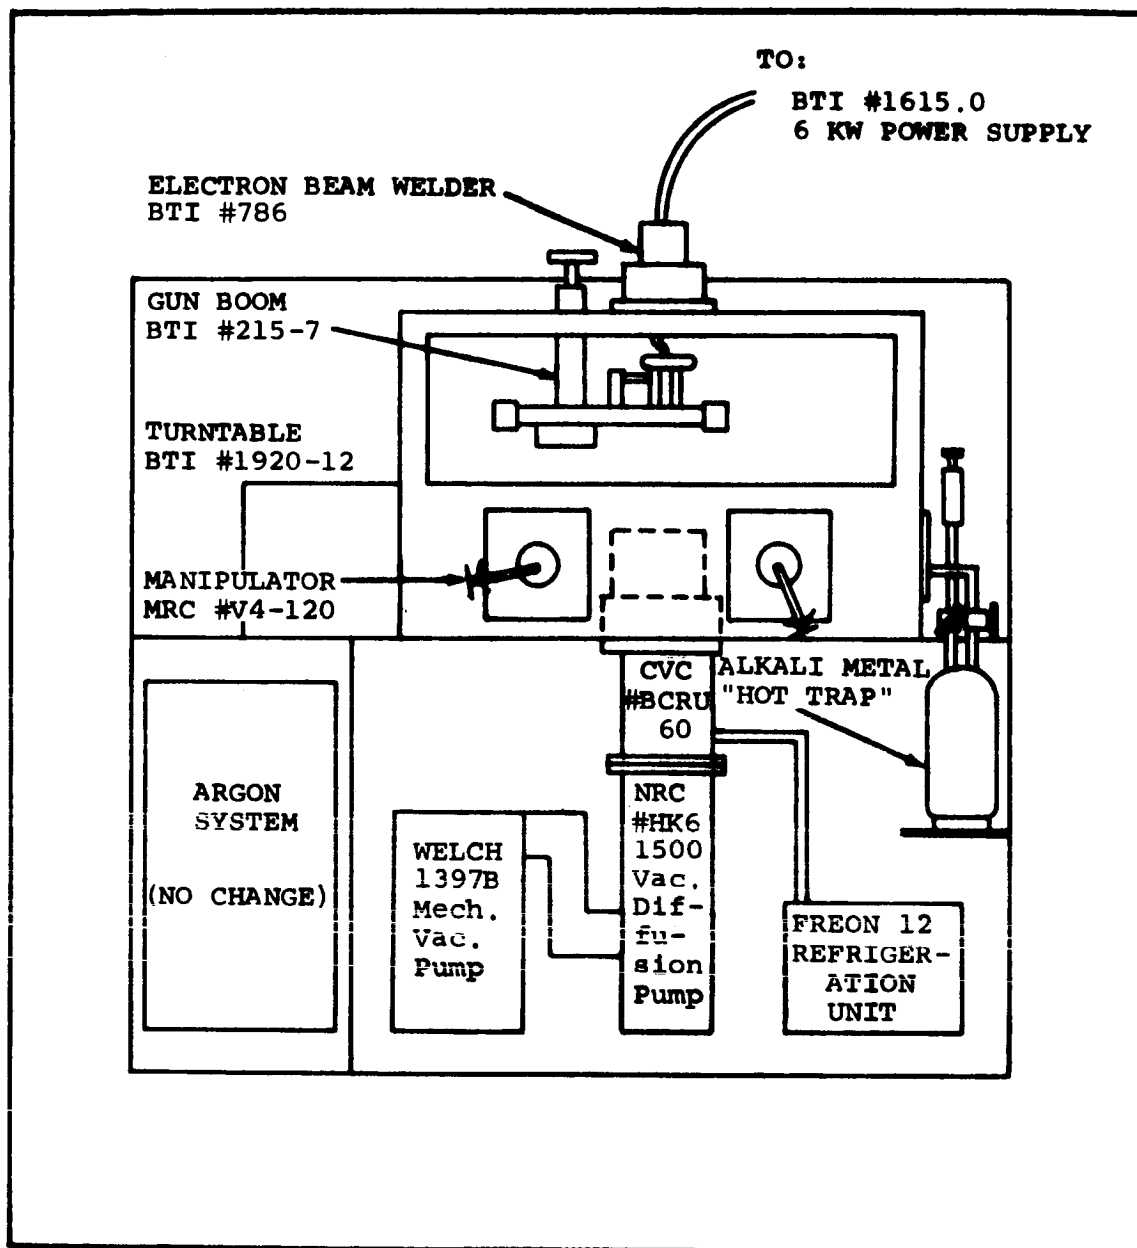 TO:
BTI #1615.0
6 KW POWER SUPPLY
ELECTRON BEAM WELDER
BTI #786
GUN BOOM
BTI #215-7
TURNTABLE
BTI #1920-12
MANIPULATOR
MRC #V4-120
CVC
#BCRU
60
ALKALI METAL
"HOT TRAP"
ARGON
SYSTEM
(NO CHANGE)
WELCH
1397B
Mech.
Vac.
Pump
NRC
#HK6
1500
Vac.
Dif-
fu-
sion
Pump
FREON 12
REFRIGER-
ATION
UNIT